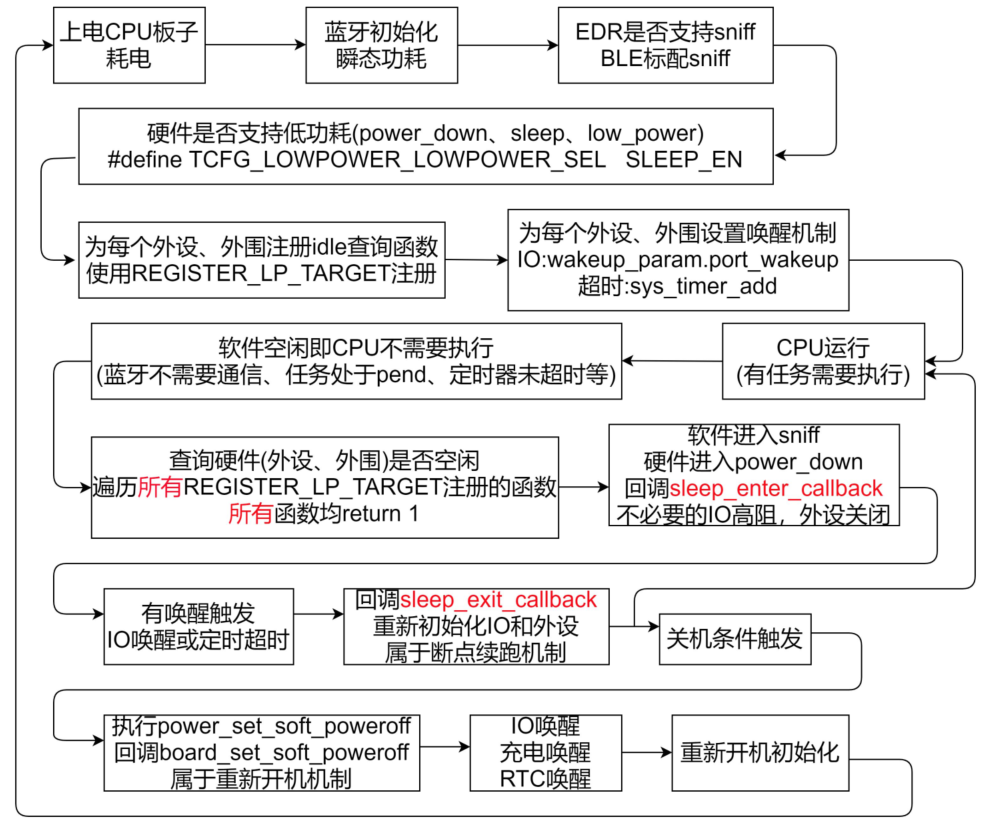 上电CPU板子
耗电
蓝牙初始化
瞬态功耗
EDR是否支持sniff
BLE标配sniff
硬件是否支持低功耗(power_down、sleep、low_power)
#define TCFG_LOWPOWER_LOWPOWER_SEL SLEEP_EN
为每个外设、外围注册idle查询函数
使用REGISTER_LP_TARGET注册
为每个外设、外围设置唤醒机制
IO:wakeup_param.port_wakeup
超时:sys_timer_add
CPU运行
(有任务需要执行)
软件空闲即CPU不需要执行
(蓝牙不需要通信、任务处于pend、定时器未超时等)
查询硬件(外设、外围)是否空闲
遍历所有REGISTER_LP_TARGET注册的函数
所有函数均return 1
软件进入sniff
硬件进入power_down
回调sleep_enter_callback
不必要的IO高阻，外设关闭
有唤醒触发
IO唤醒或定时超时
回调sleep_exit_callback
重新初始化IO和外设
属于断点续跑机制
关机条件触发
执行power_set_soft_poweroff
回调board_set_soft_poweroff
属于重新开机机制
IO唤醒
充电唤醒
RTC唤醒
重新开机初始化